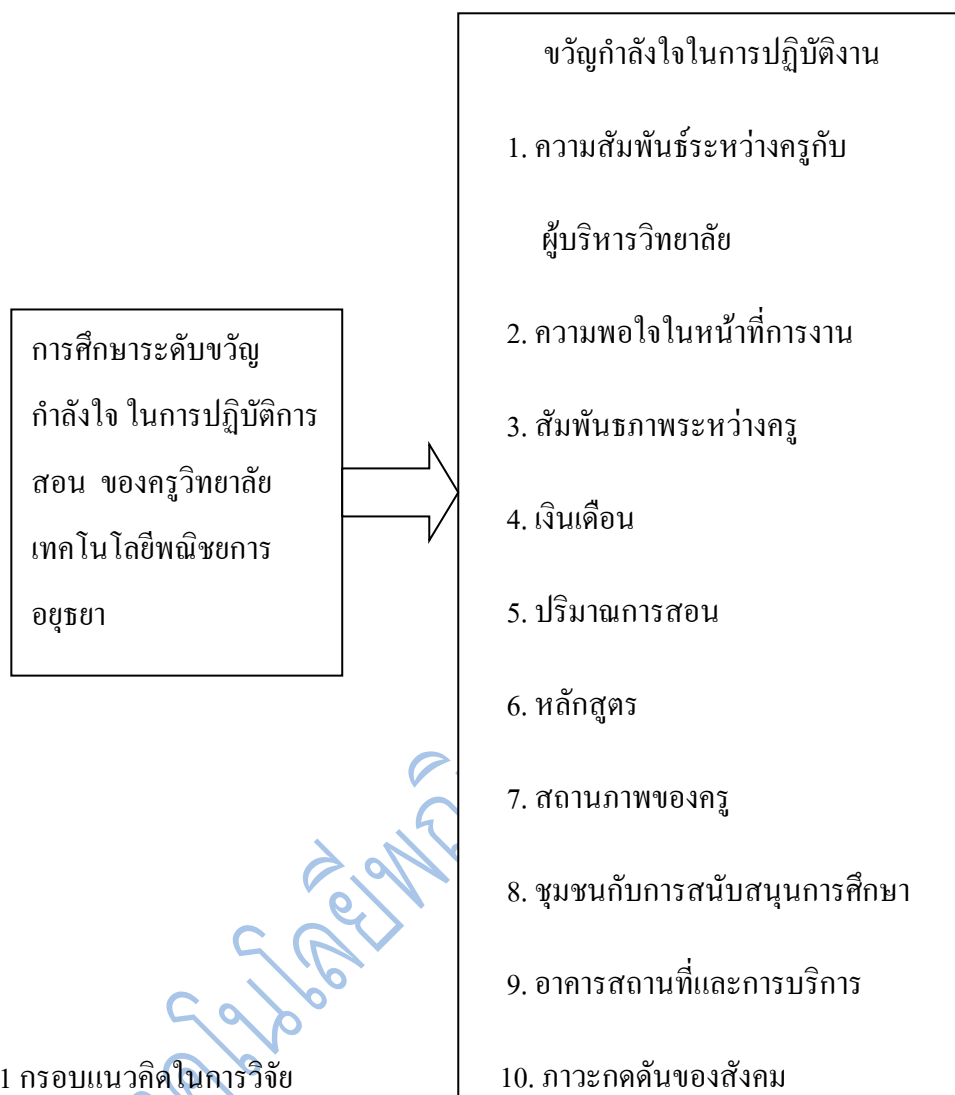 ขวัญกำลังใจในการปฏิบัติงาน
1. ความสัมพันธ์ระหว่างครูกับ
ผู้บริหารวิทยาลัย
2. ความพอใจในหน้าที่การงาน
3. สัมพันธภาพระหว่างครู
4. เงินเดือน
5. ปริมาณการสอน
6. หลักสูตร
7. สถานภาพของครู
8. ชุมชนกับการสนับสนุนการศึกษา
9. อาคารสถานที่และการบริการ
10. ภาวะกดดันของสังคม
การศึกษาระดับขวัญ
กำลังใจ ในการปฏิบัติการ
สอน ของครูวิทยาลัย
เทคโนโลยีพณิชยการ
อยุธยา
1 กรอบแนวคิดในการวิจัย